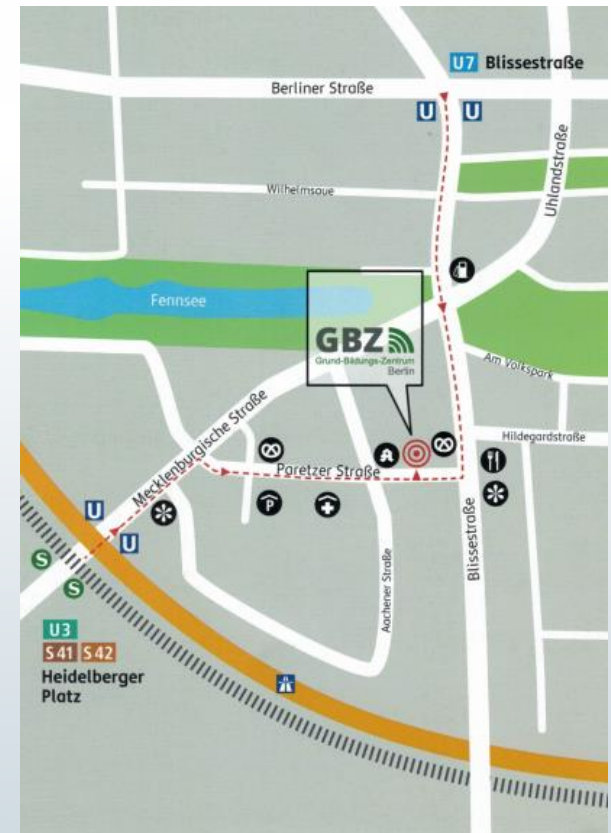 U7 Blissestraße
Berliner Straße
U U
Uhlandstraße
Wilhelmsaue
Fennsee
GBZ
Grund-Bildungs-Zentrum
Berlin
Am Volkspark
Hildegardstraße
Mecklenburgische Straße
Paretzer Straße
P
U
U
S
S
Aachener Straße
Blissestraße
U3
S41 S42
Heidelberger
Platz